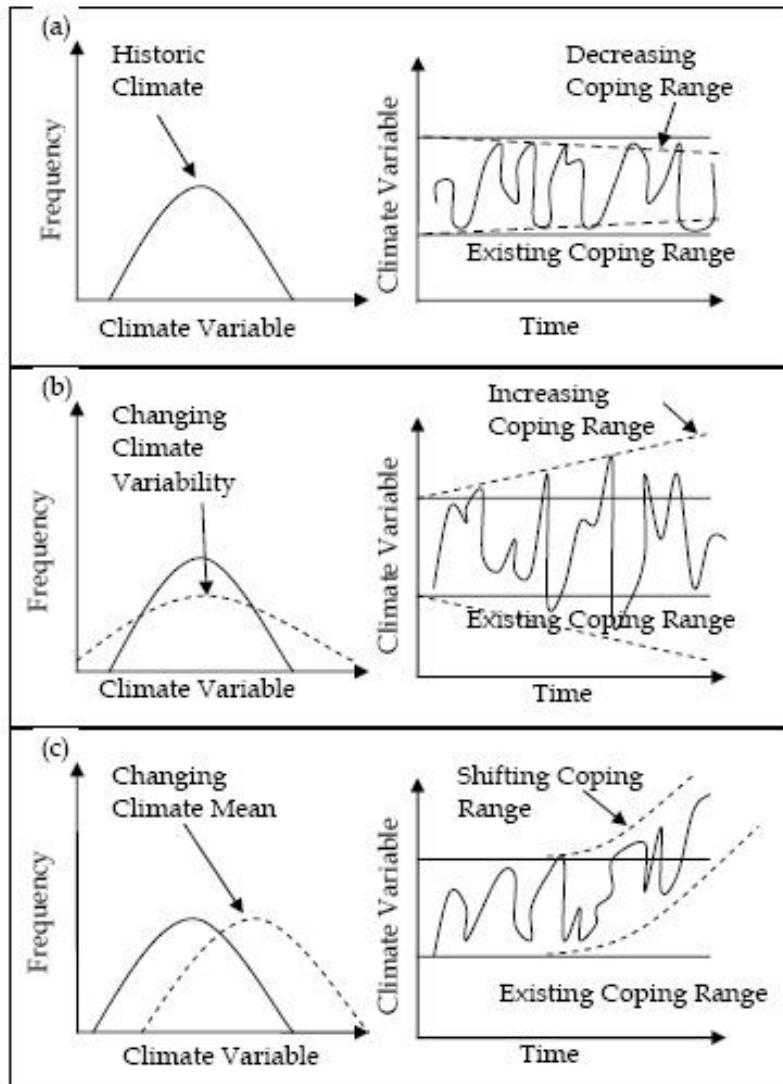 (a)
Historic
Climate
Frequency
Climate Variable
Decreasing
Coping Range
Climate Variable
Existing Coping Range
Time
(b)
Changing
Climate
Variability
Frequency
Climate Variable
Increasing
Coping Range
Climate Variable
Existing Coping Range
Time
(c)
Changing
Climate Mean
Frequency
Climate Variable
Shifting Coping
Range
Climate Variable
Existing Coping Range
Time